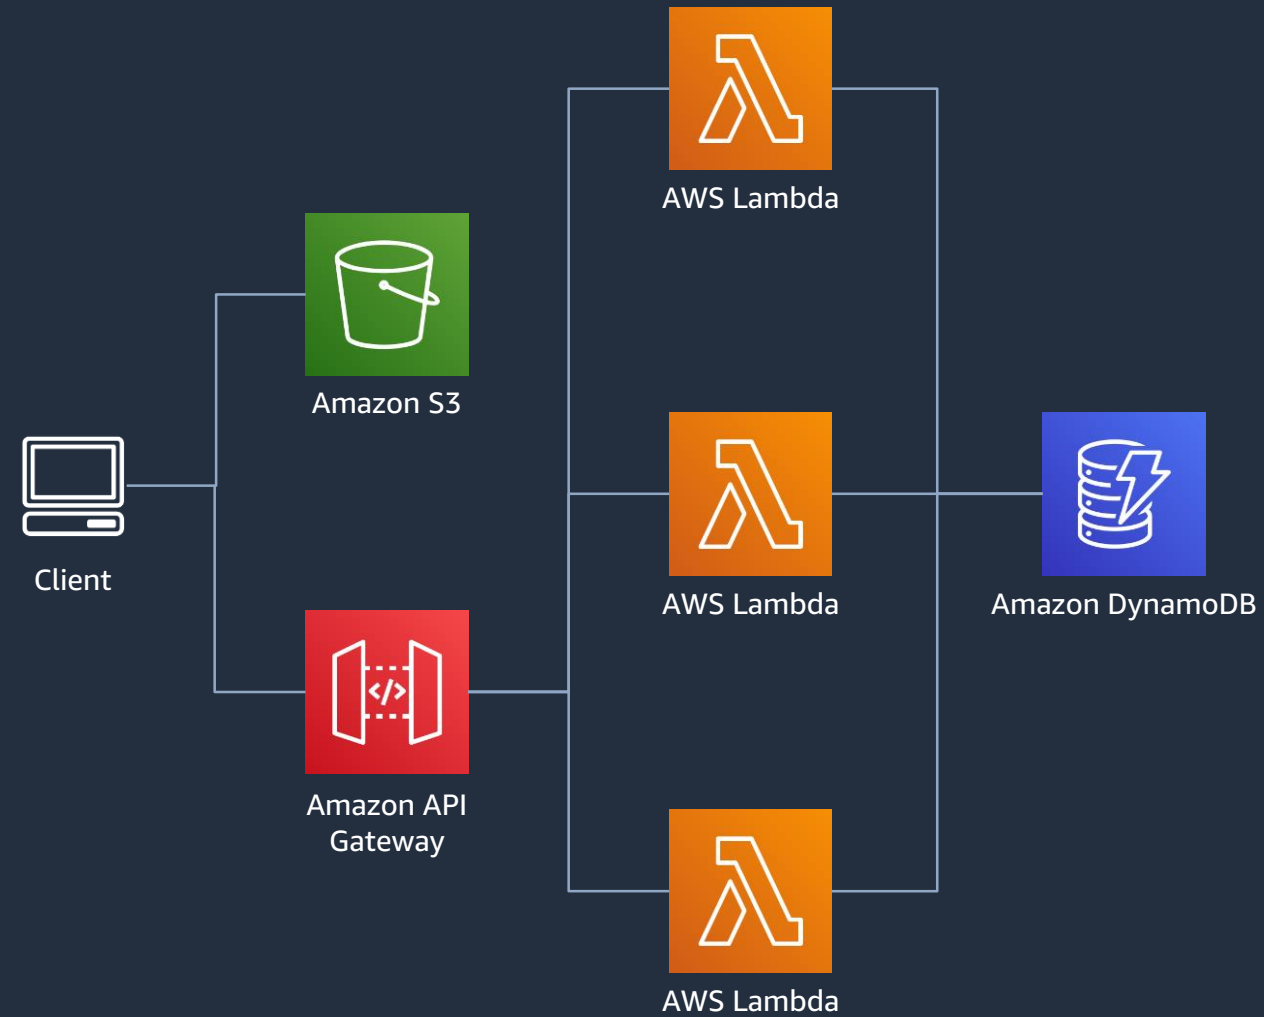 AWS Lambda
Amazon S3
Client
AWS Lambda
Amazon DynamoDB
</>
Amazon API
Gateway
AWS Lambda